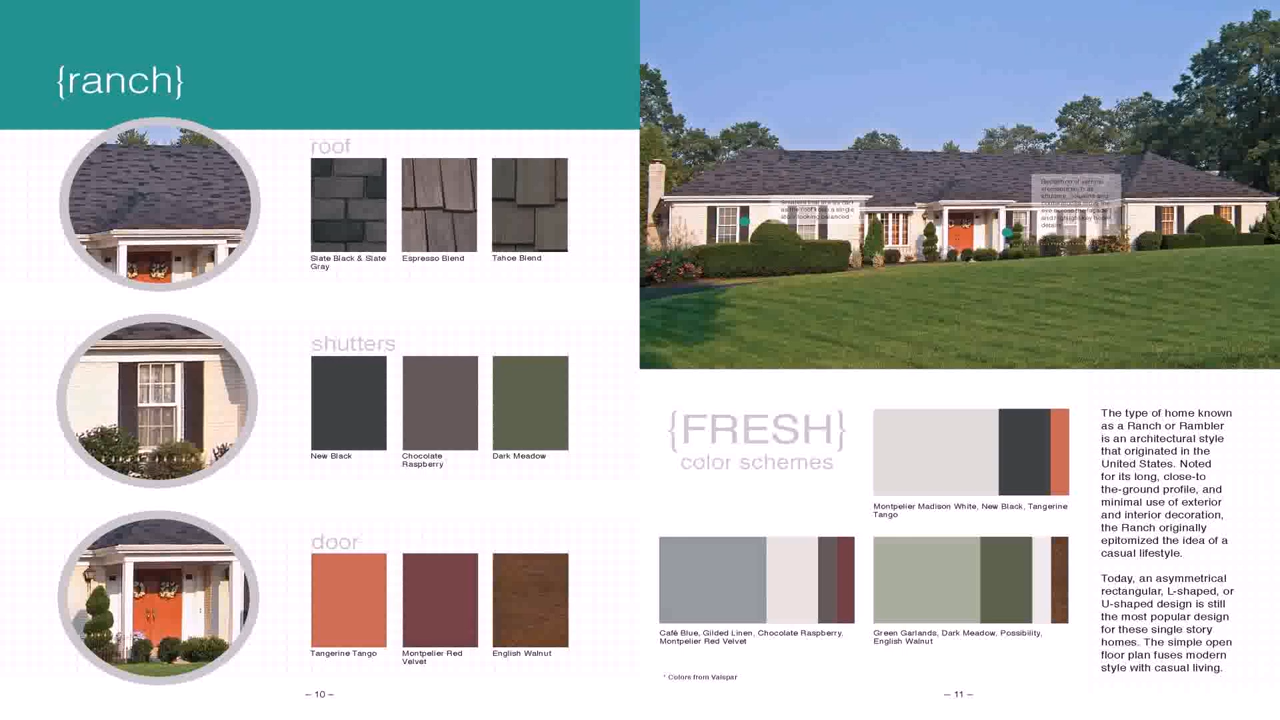 {ranch}
roof
Slate Black & Slate
Gray
Espresso Blend
Tahoe Blend
shutters
New Black
Chocolate
Raspberry
Dark Meadow
door
Tangerine Tango
Montpelier Red
Velvet
English Walnut
– 10 –
{FRESH}
color schemes
Montpelier Madison White, New Black, Tangerine
Tango
Café Blue, Gilded Linen, Chocolate Raspberry,
Montpelier Red Velvet
Green Garlands, Dark Meadow, Possibility,
English Walnut
* Colors from Valspar
The type of home known
as a Ranch or Rambler
is an architectural style
that originated in the
United States. Noted
for its long, close-to
the-ground profile, and
minimal use of exterior
and interior decoration,
the Ranch originally
epitomized the idea of a
casual lifestyle.
Today, an asymmetrical
rectangular, L-shaped, or
U-shaped design is still
the most popular design
for these single story
homes. The simple open
floor plan fuses modern
style with casual living.
– 11 –